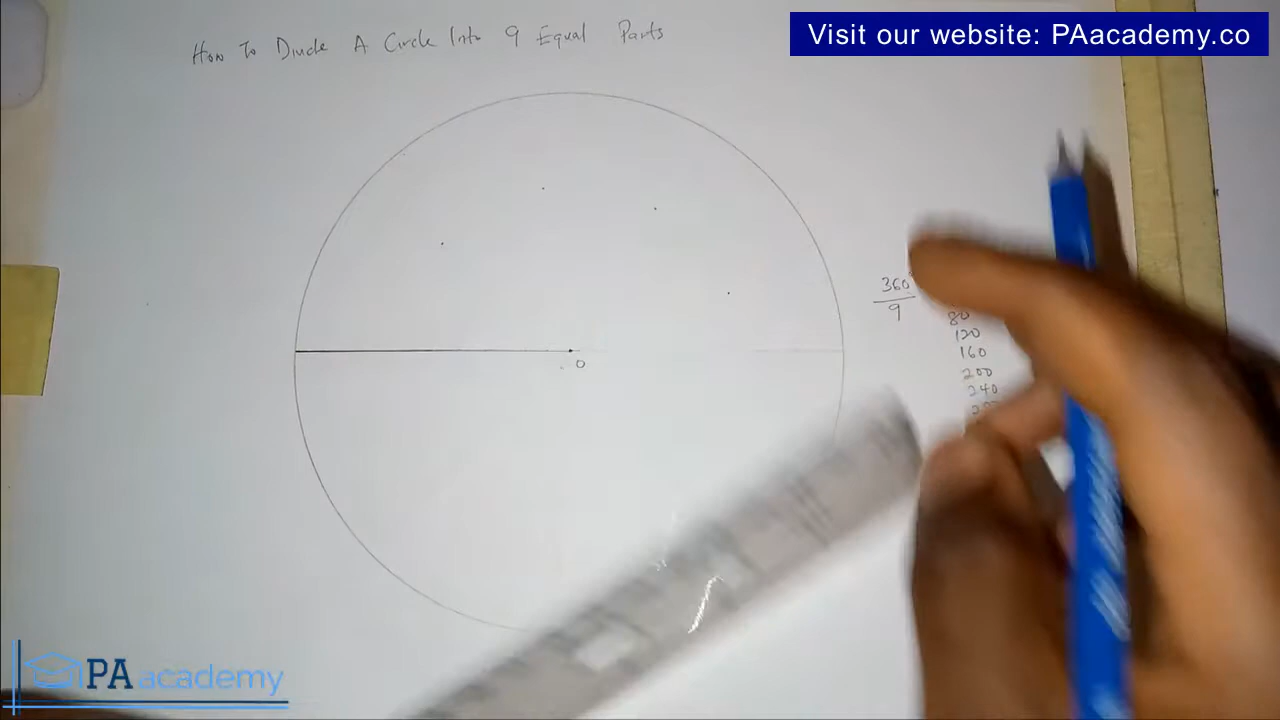 Visit our website: PAacademy.co
How To Divide A Circle Into 9 Equal Parts
360°
9
80
120
160
200
240
O
PA academy